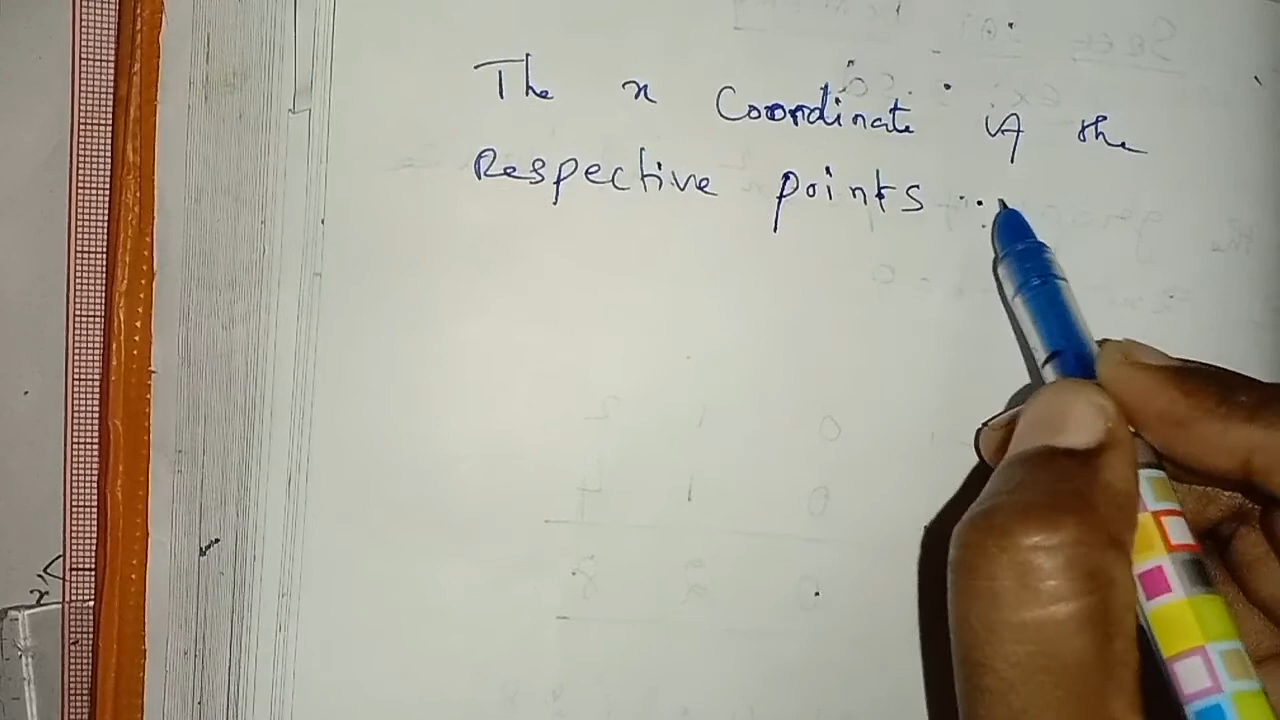 The x Coordinate of the
Respective points ...
x'